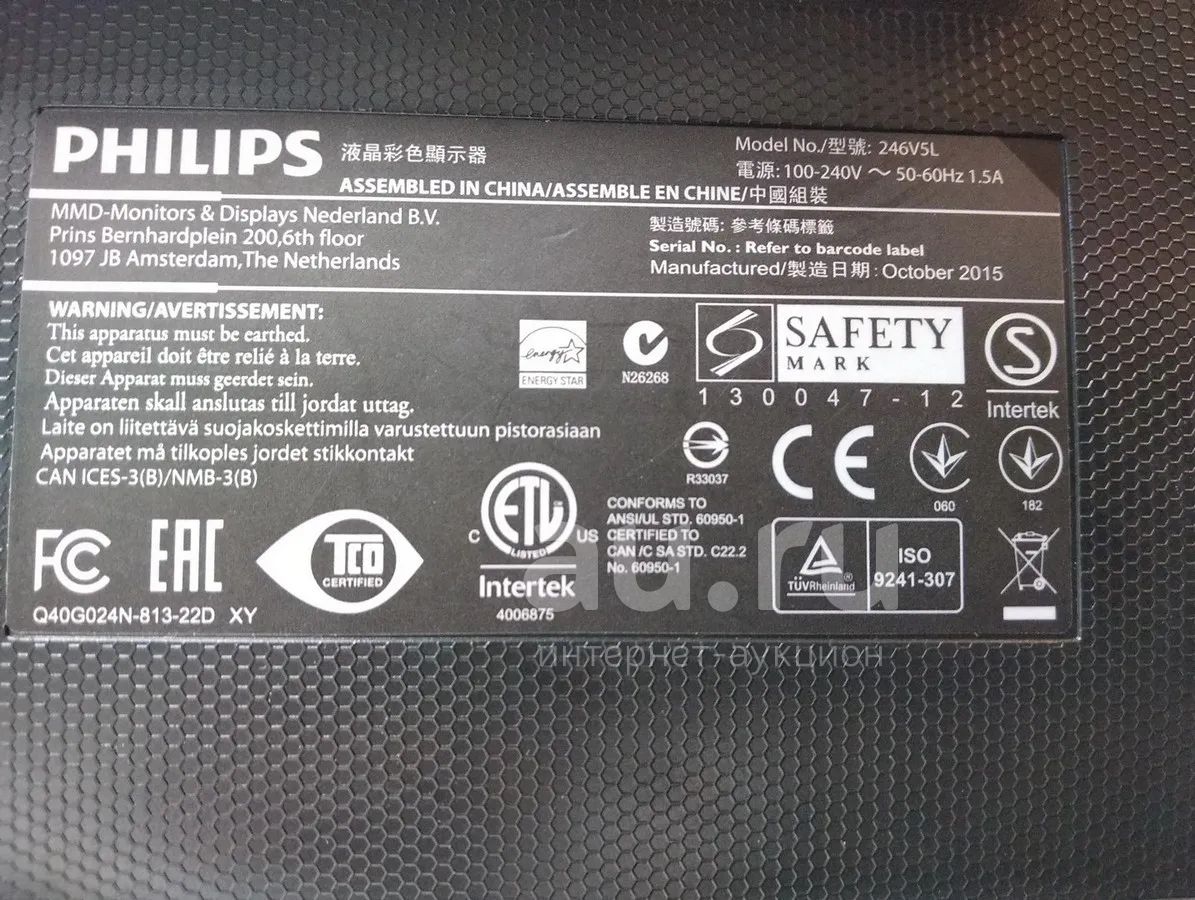 PHILIPS 液晶彩色顯示器
Model No./型號: 246V5L
電源: 100-240V ～ 50-60Hz 1.5A
ASSEMBLED IN CHINA/ASSEMBLE EN CHINE/中國組裝
MMD-Monitors & Displays Nederland B.V.
Prins Bernhardplein 200,6th floor
1097 JB Amsterdam,The Netherlands
製造號碼: 參考條碼標籤
Serial No. : Refer to barcode label
Manufactured/製造日期: October 2015
WARNING/AVERTISSEMENT:
This apparatus must be earthed.
Cet appareil doit être relié à la terre.
Dieser Apparat muss geerdet sein.
Apparaten skall anslutas till jordat uttag.
Laite on liitettävä suojakoskettimilla varustettuun pistorasiaan
Apparatet må tilkoples jordet stikkontakt
CAN ICES-3(B)/NMB-3(B)
energy
ENERGY STAR
N26268
SAFETY
MARK
130047-12
S
Intertek
R33037
CE
060
182
FC
EAC
TCO
CERTIFIED
C ETL US
LISTED
Intertek
4006875
CONFORMS TO
ANSI/UL STD. 60950-1
CERTIFIED TO
CAN /C SA STD. C22.2
No. 60950-1
TÜVRheinland
ISO
9241-307
Q40G024N-813-22D XY
au.ru
интернет-аукцион